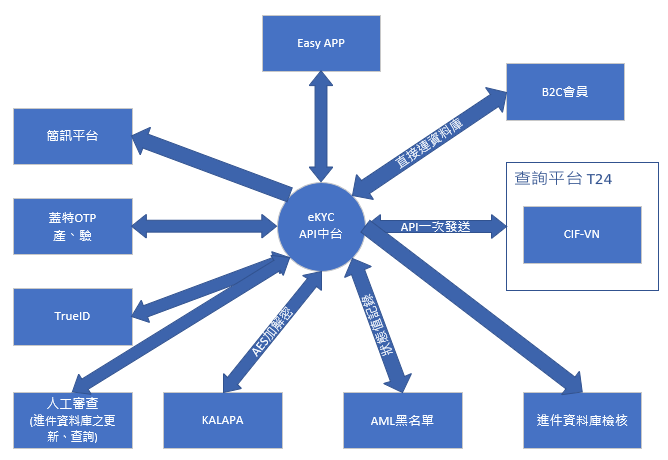 Easy APP
B2C會員
簡訊平台
直接連資料庫
查詢平台 T24
蓋特OTP
產、驗
eKYC
API中台
API一次發送
CIF-VN
TrueID
AES加解密
狀態值記錄
人工審查
(進件資料庫之更
新、查詢)
KALAPA
AML黑名單
進件資料庫檢核